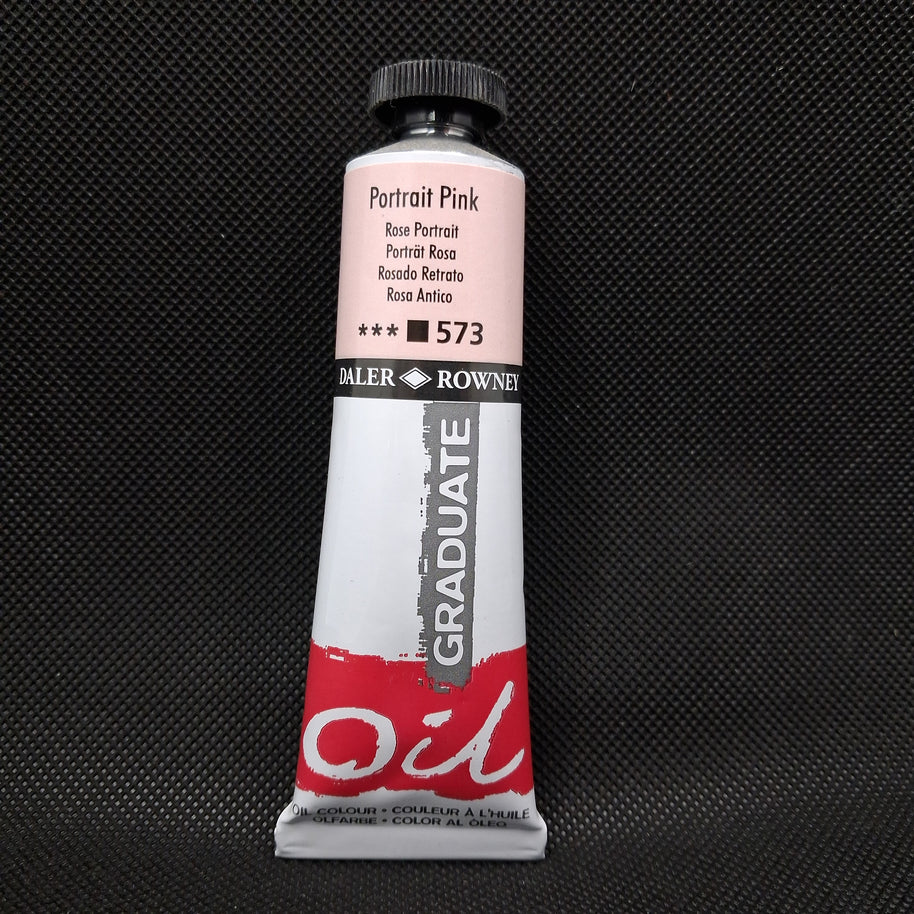 Portrait Pink
Rose Portrait
Porträt Rosa
Rosado Retrato
Rosa Antico
*** ■ 573
DALER ROWNEY
GRADUATE
Oil
OIL COLOUR • COULEUR À L'HUILE
ÖLFARBE • COLOR AL ÓLEO